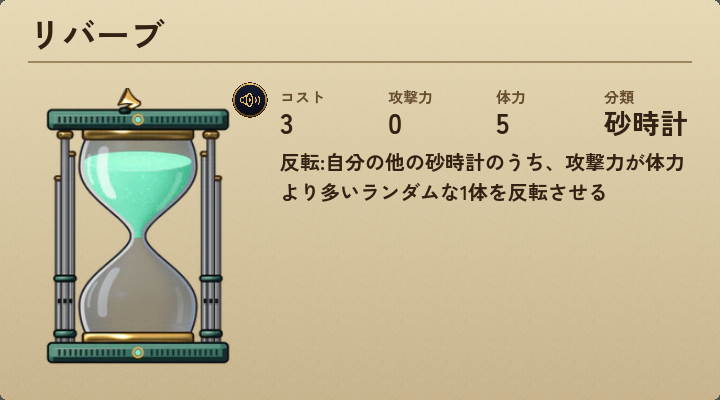 リバーブ
コスト 攻撃力 体力 分類
3 0 5 砂時計
反転:自分の他の砂時計のうち、攻撃力が体力
より多いランダムな1体を反転させる